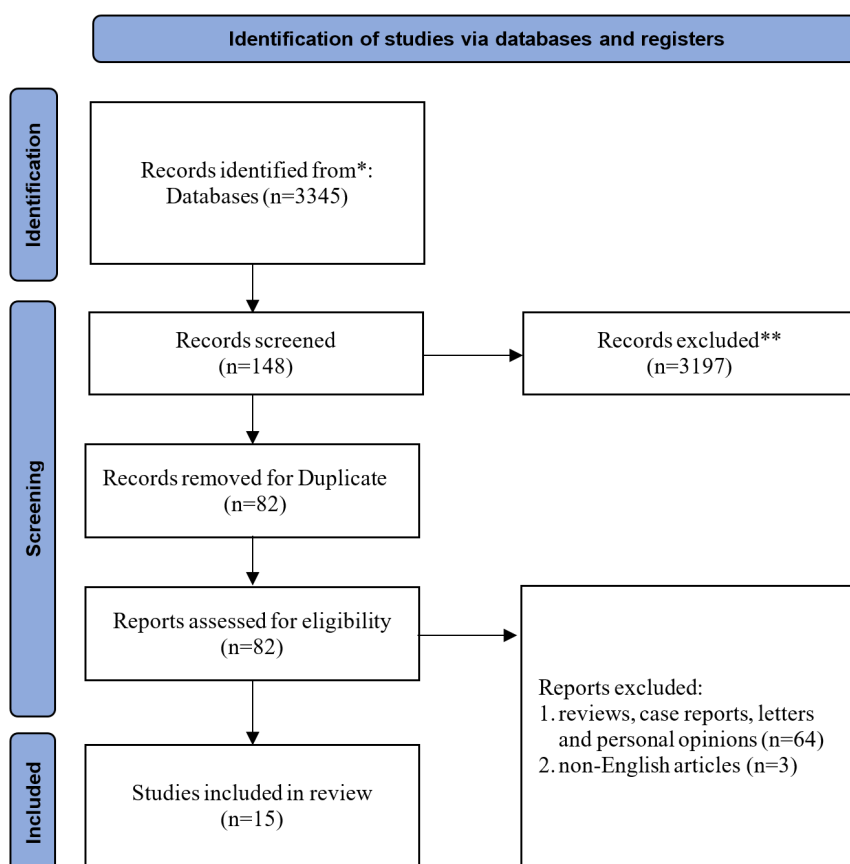 Identification of studies via databases and registers
Identification
Records identified from*:
Databases (n=3345)
Screening
Records screened
(n=148)
Records excluded**
(n=3197)
Records removed for Duplicate
(n=82)
Reports assessed for eligibility
(n=82)
Reports excluded:
1. reviews, case reports, letters
and personal opinions (n=64)
2. non-English articles (n=3)
Included
Studies included in review
(n=15)